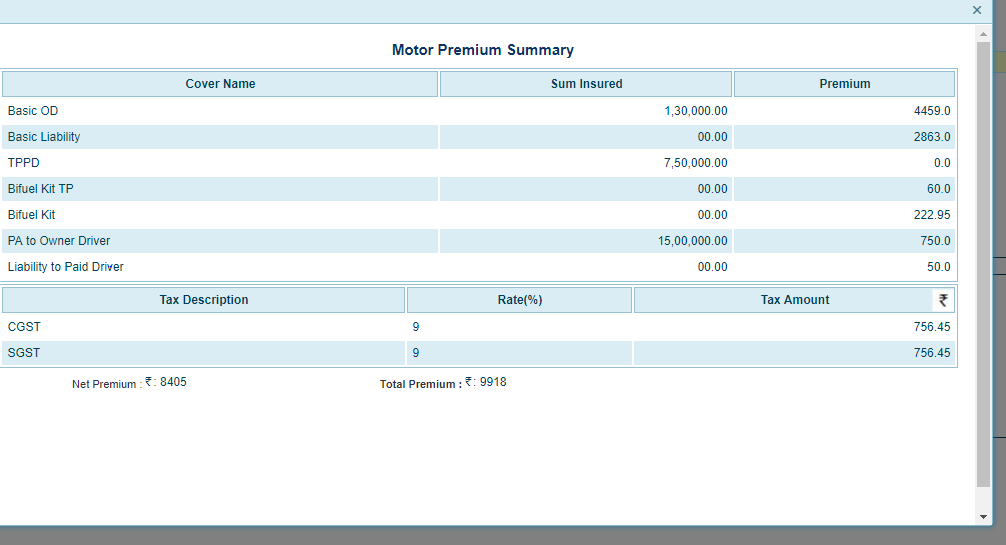 ×
Motor Premium Summary
Cover Name Sum Insured Premium
Basic OD 1,30,000.00 4459.0
Basic Liability 00.00 2863.0
TPPD 7,50,000.00 0.0
Bifuel Kit TP 00.00 60.0
Bifuel Kit 00.00 222.95
PA to Owner Driver 15,00,000.00 750.0
Liability to Paid Driver 00.00 50.0
Tax Description Rate(%) Tax Amount ₹
CGST 9 756.45
SGST 9 756.45
Net Premium : ₹: 8405 Total Premium : ₹: 9918